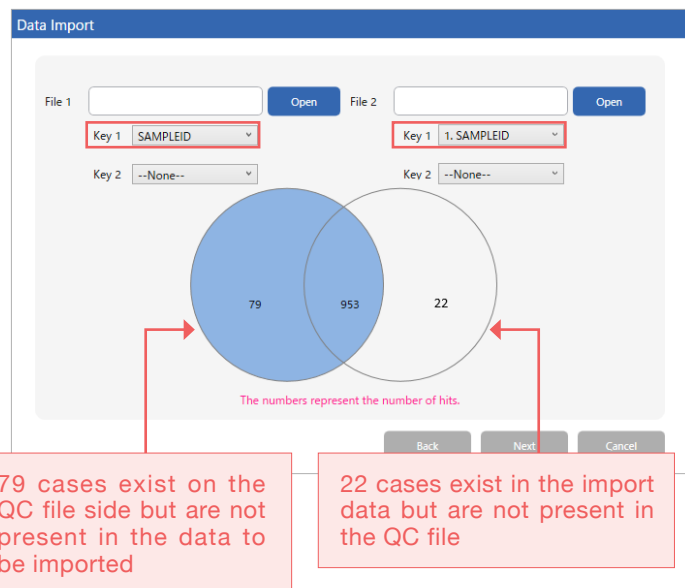 Data Import
File 1
Open
File 2
Open
Key 1 SAMPLEID
Key 1 1. SAMPLEID
Key 2 --None--
Key 2 --None--
79
953
22
The numbers represent the number of hits.
Back
Next
Cancel
79 cases exist on the
QC file side but are not
present in the data to
be imported
22 cases exist in the import
data but are not present in
the QC file